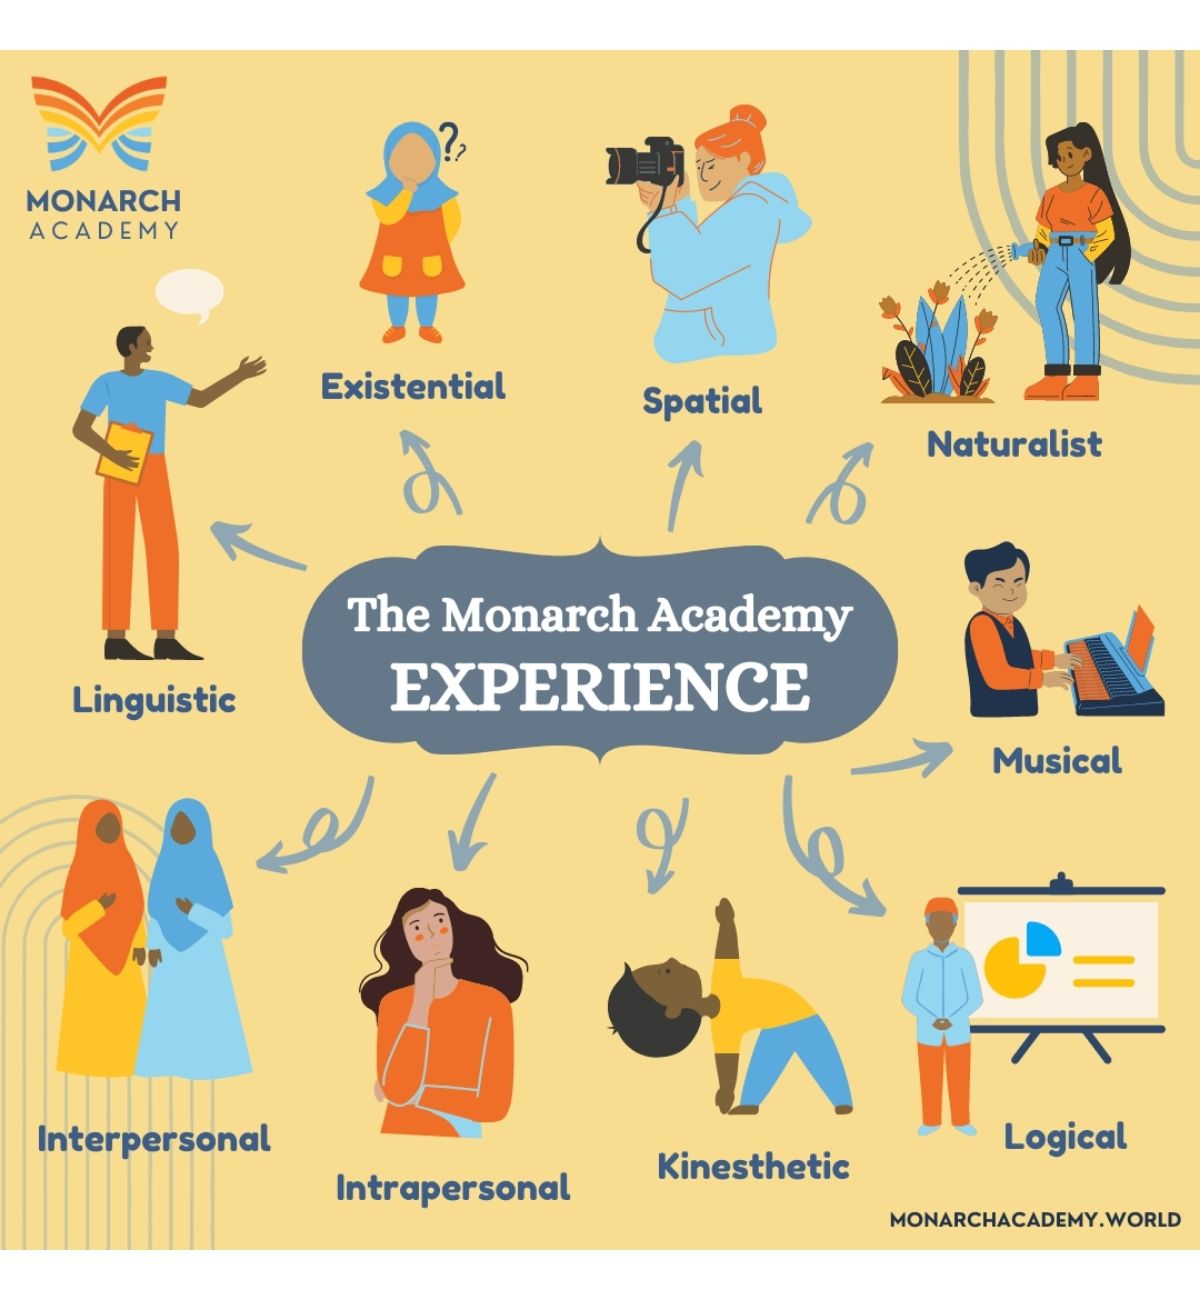 MONARCH
ACADEMY
? ?
?
Existential
Spatial
Naturalist
Linguistic
The Monarch Academy
EXPERIENCE
Musical
Interpersonal
Intrapersonal
Kinesthetic
Logical
MONARCHACADEMY.WORLD